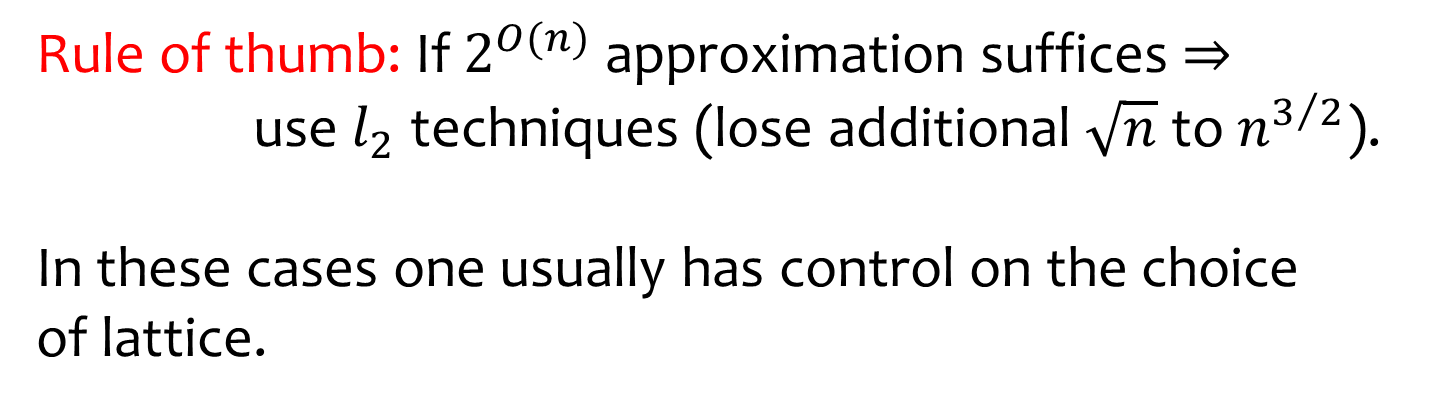 Rule of thumb: If $2^{O(n)}$ approximation suffices ⇒
use $l_2$ techniques (lose additional $\sqrt{n}$ to $n^{3/2}$).
In these cases one usually has control on the choice
of lattice.